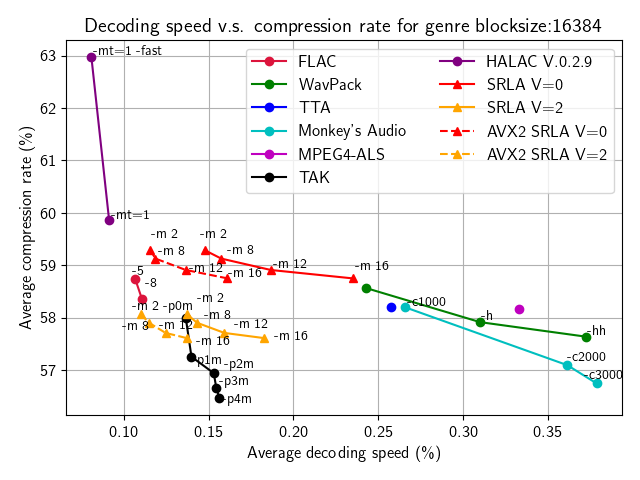 Decoding speed v.s. compression rate for genre blocksize:16384
Average compression rate (%)
63
62
61
60
59
58
57
FLAC
WavPack
TTA
Monkey's Audio
MPEG4-ALS
TAK
HALAC V.0.2.9
SRLA V=0
SRLA V=2
AVX2 SRLA V=0
AVX2 SRLA V=2
-mt=1 -fast
-mt=1
-m 2
-m 8
-m 12
-m 16
-m 2
-m 8
-m 12
-m 16
-5
-8
-m 2
-m 8
-m 12
-m 16
-p0m
-m 2
-m 8
-m 12
-m 16
-p1m
-p2m
-p3m
-p4m
-c1000
-h
-hh
-c2000
-c3000
0.10
0.15
0.20
0.25
0.30
0.35
Average decoding speed (%)